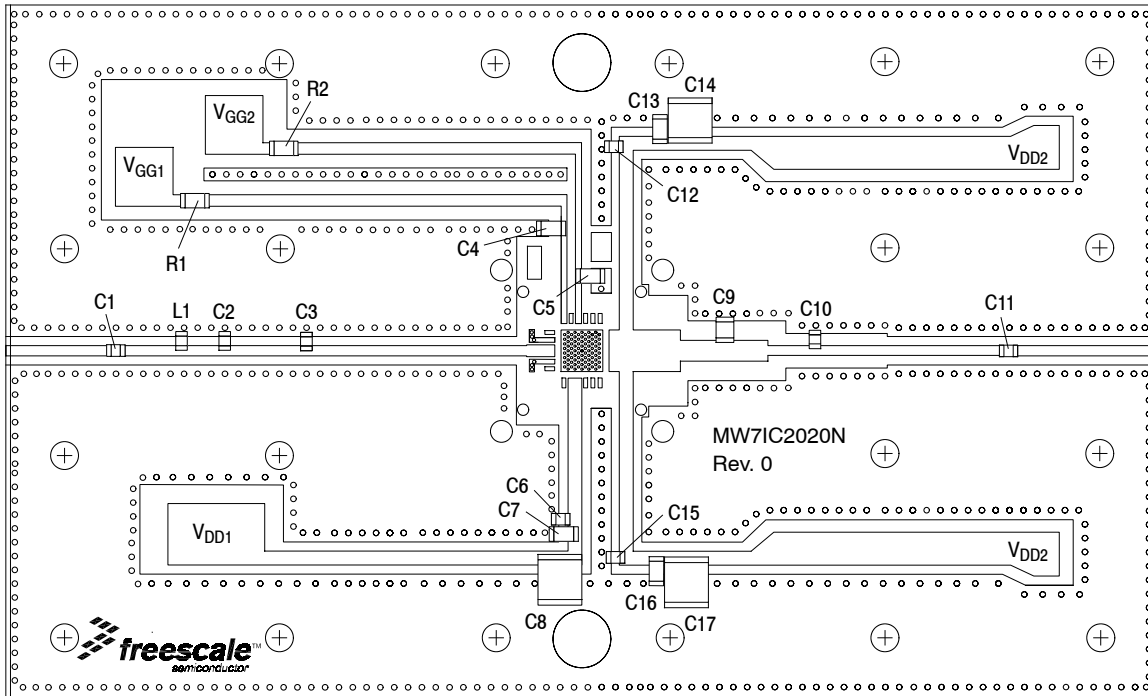 C13 C14
R2
VGG2
VDD2
VGG1
C12
C4
R1
C5
C1 L1 C2 C3
C9 C10 C11
MW7IC2020N
Rev. 0
C6
C7
C15
VDD1
VDD2
C16
C8
C17
freescale™
semiconductor